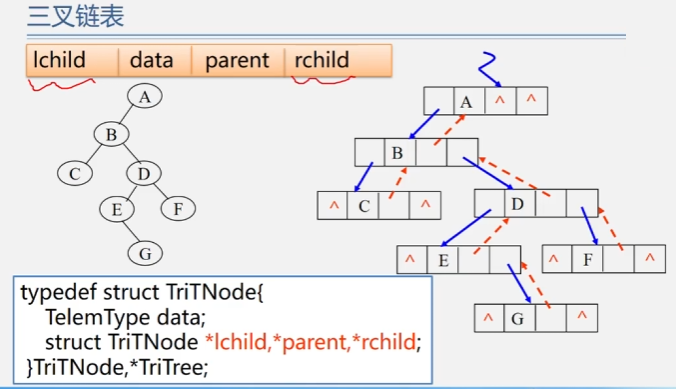 三叉链表
lchild data parent rchild
A
B
C D
E F
G
A ^ ^
B
^ C ^
D
^ E
^ F ^
^ G ^
typedef struct TriTNode{
TelemType data;
struct TriTNode *lchild,*parent,*rchild;
}TriTNode,*TriTree;